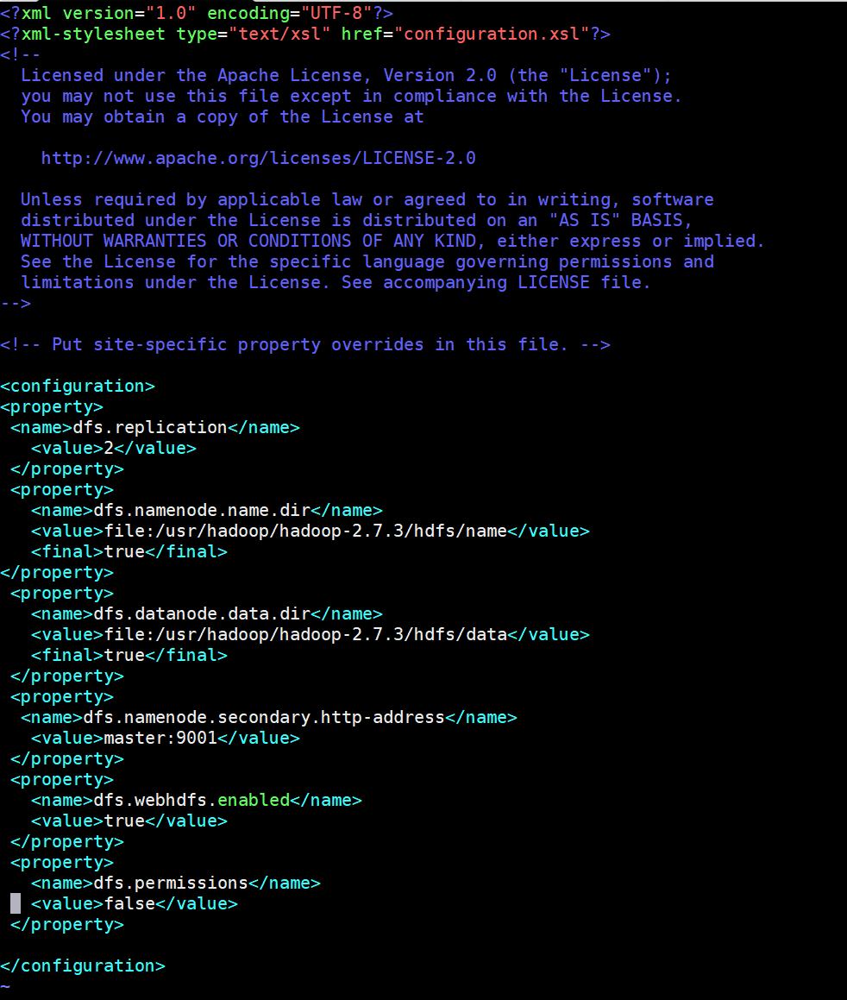 <?xml version="1.0" encoding="UTF-8"?>
<?xml-stylesheet type="text/xsl" href="configuration.xsl"?>
<!--
  Licensed under the Apache License, Version 2.0 (the "License");
  you may not use this file except in compliance with the License.
  You may obtain a copy of the License at

    http://www.apache.org/licenses/LICENSE-2.0

  Unless required by applicable law or agreed to in writing, software
  distributed under the License is distributed on an "AS IS" BASIS,
  WITHOUT WARRANTIES OR CONDITIONS OF ANY KIND, either express or implied.
  See the License for the specific language governing permissions and
  limitations under the License. See accompanying LICENSE file.
-->

<!-- Put site-specific property overrides in this file. -->

<configuration>
<property>
 <name>dfs.replication</name>
   <value>2</value>
 </property>
 <property>
   <name>dfs.namenode.name.dir</name>
   <value>file:/usr/hadoop/hadoop-2.7.3/hdfs/name</value>
   <final>true</final>
</property>
 <property>
   <name>dfs.datanode.data.dir</name>
   <value>file:/usr/hadoop/hadoop-2.7.3/hdfs/data</value>
   <final>true</final>
 </property>
 <property>
  <name>dfs.namenode.secondary.http-address</name>
   <value>master:9001</value>
 </property>
 <property>
   <name>dfs.webhdfs.enabled</name>
   <value>true</value>
 </property>
 <property>
   <name>dfs.permissions</name>
   <value>false</value>
 </property>

</configuration>
~